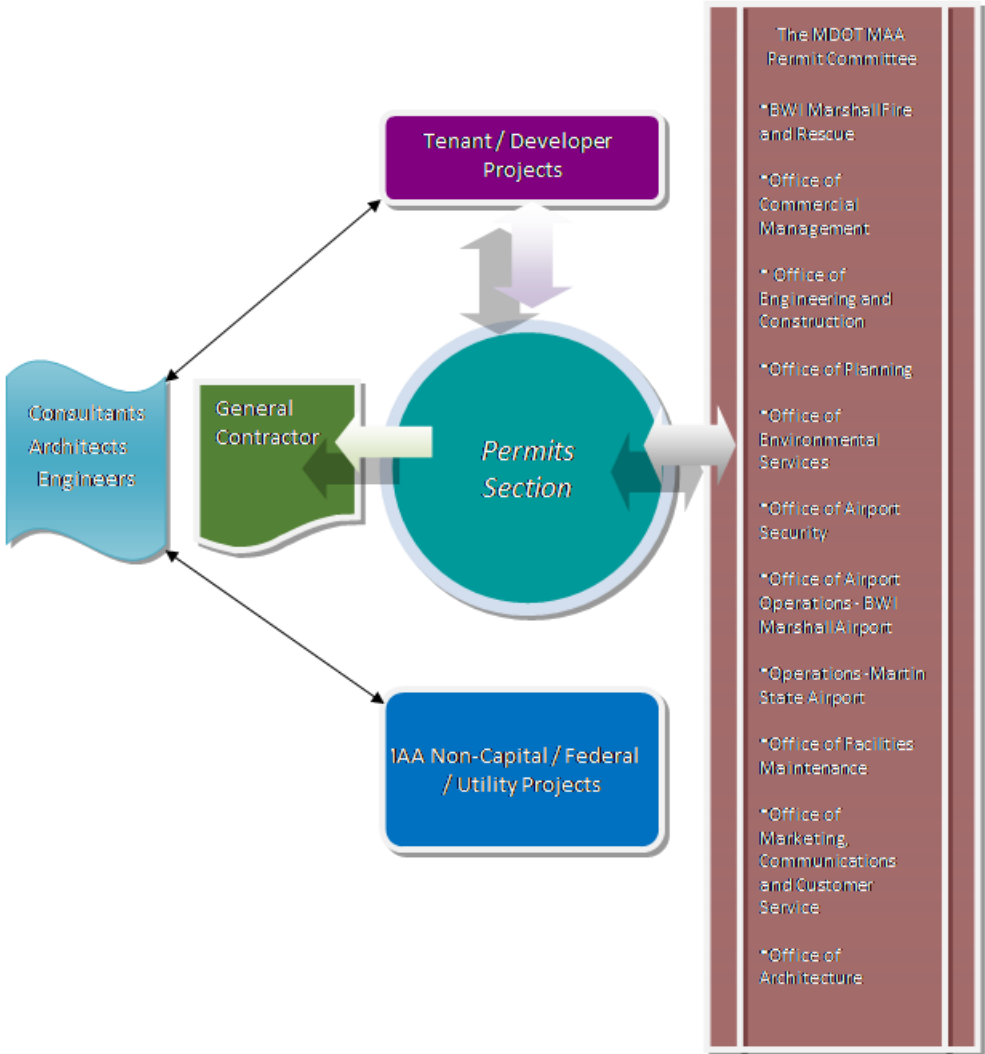 The MDOT MAA
Permit Committee
*BWI Marshall Fire
and Rescue
*Office of
Commercial
Management
* Office of
Engineering and
Construction
*Office of Planning
*Office of
Environmental
Services
*Office of Airport
Security
*Office of Airport
Operations - BWI
Marshall Airport
*Operations -Martin
State Airport
*Office of Facilities
Maintenance
*Office of
Marketing,
Communications
and Customer
Service
*Office of
Architecture
Tenant / Developer
Projects
Consultants
Architects
Engineers
General
Contractor
Permits
Section
IAA Non-Capital / Federal
/ Utility Projects